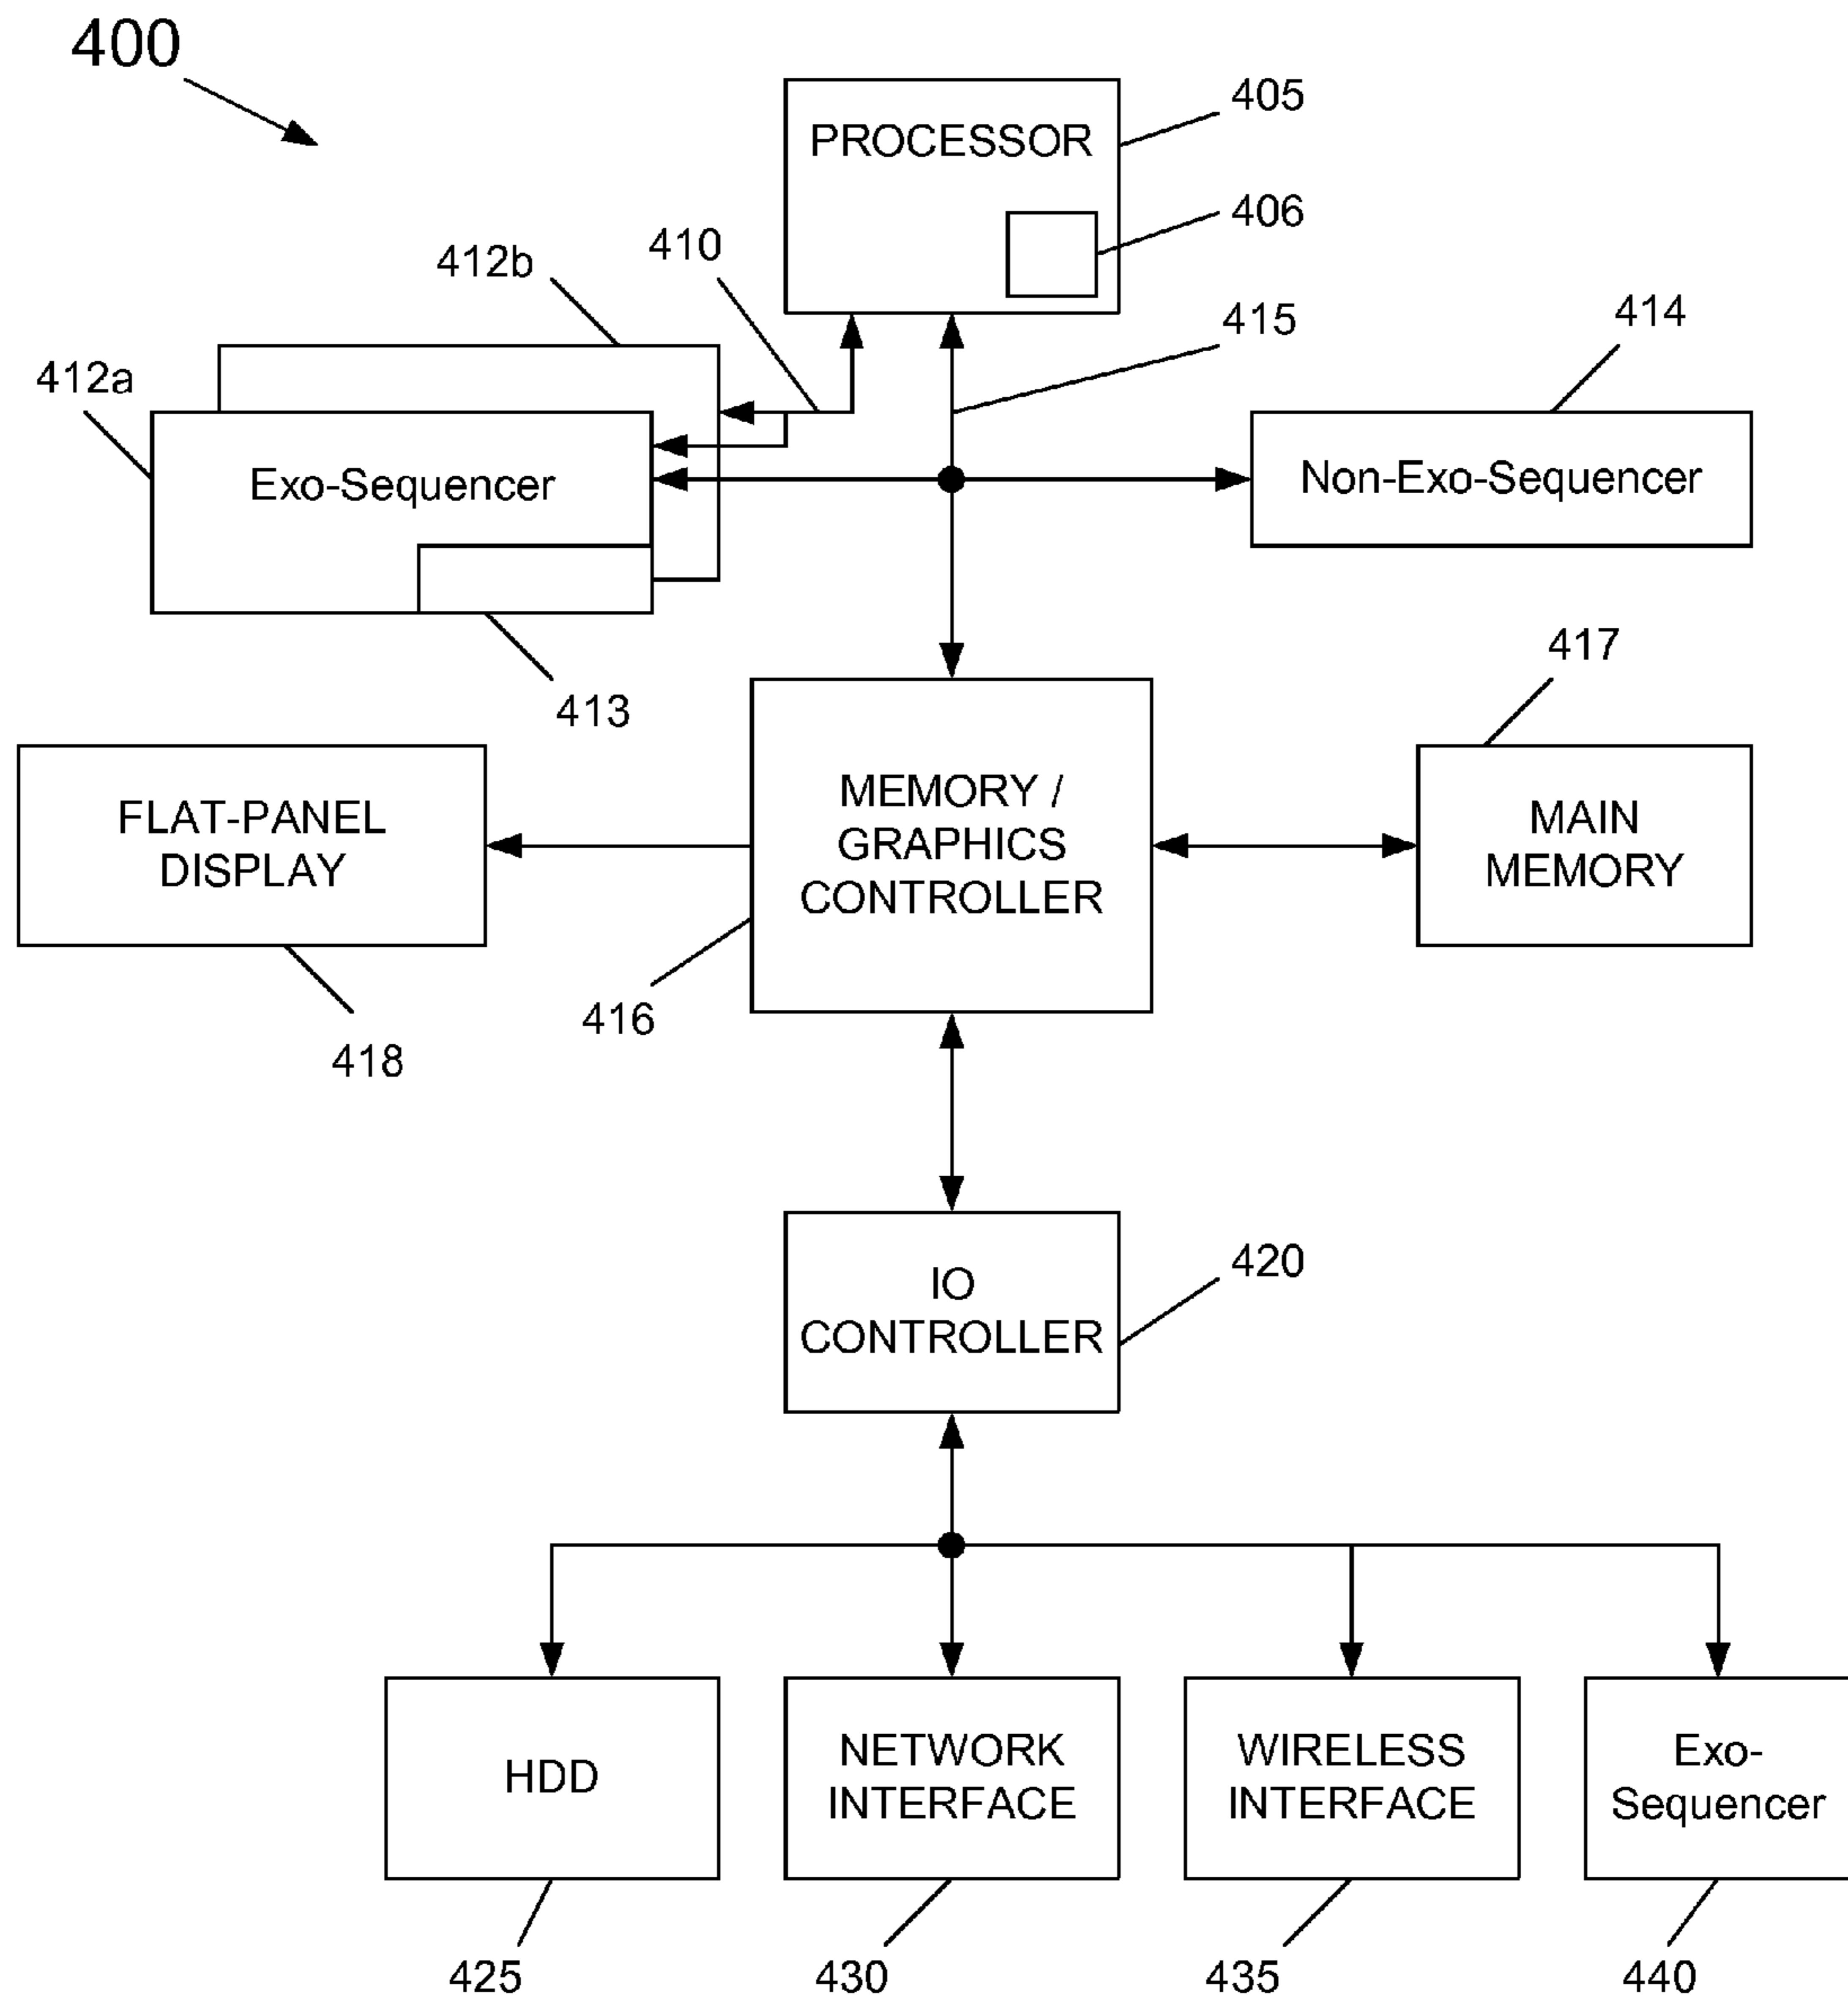 400
PROCESSOR
405
406
410
412b
412a
415
414
Exo-Sequencer
Non-Exo-Sequencer
413
417
FLAT-PANEL
DISPLAY
MEMORY /
GRAPHICS
CONTROLLER
MAIN
MEMORY
416
418
IO
CONTROLLER
420
HDD
NETWORK
INTERFACE
WIRELESS
INTERFACE
Exo-
Sequencer
425
430
435
440